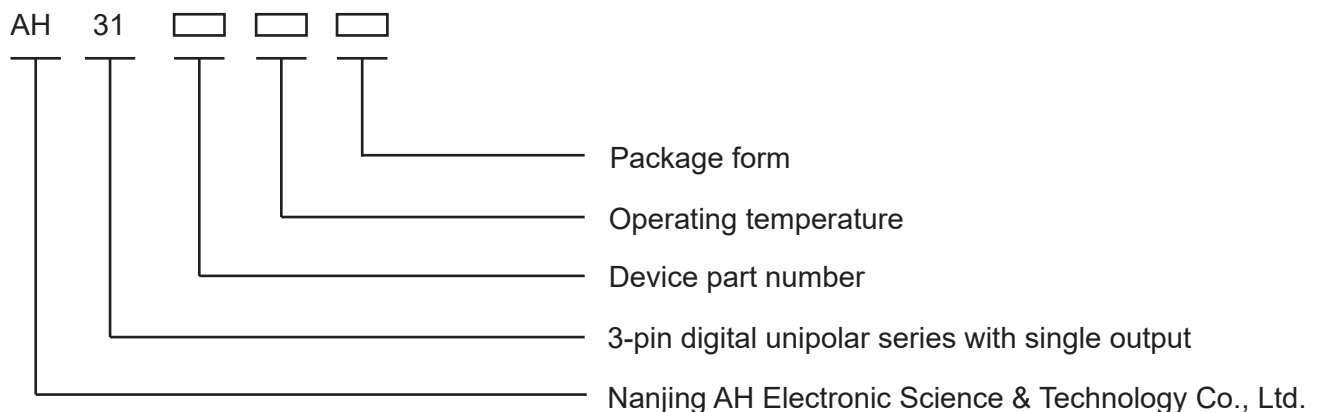 AH 31
Package form
Operating temperature
Device part number
3-pin digital unipolar series with single output
Nanjing AH Electronic Science & Technology Co., Ltd.